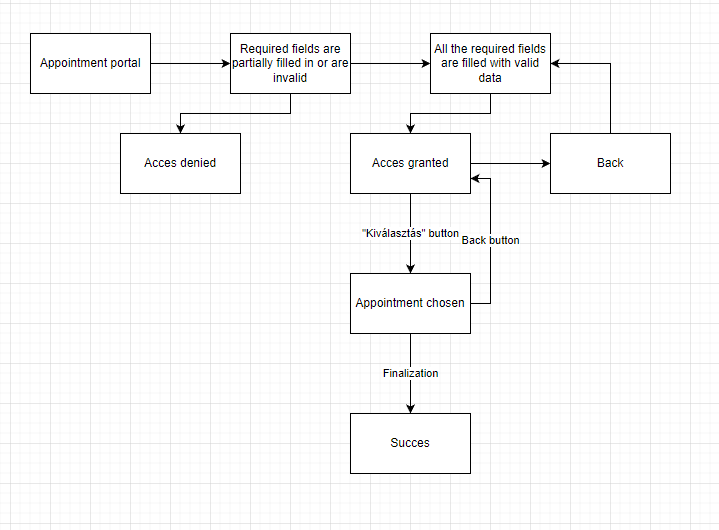 Appointment portal
Required fields are
partially filled in or are
invalid
All the required fields
are filled with valid
data
Acces denied
Acces granted
Back
"Kiválasztás" button
Back button
Appointment chosen
Finalization
Succes